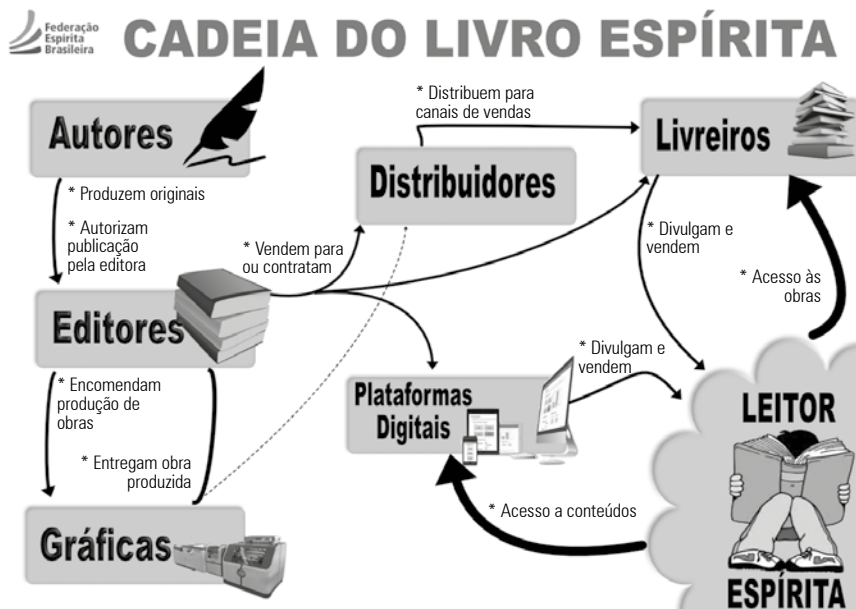 Federação
Espírita
Brasileira
CADEIA DO LIVRO ESPÍRITA
Autores
* Produzem originais
* Autorizam
publicação
pela editora
Editores
* Encomendam
produção de
obras
* Entregam obra
produzida
Gráficas
* Vendem para
ou contratam
* Distribuem para
canais de vendas
Distribuidores
Livreiros
* Divulgam e
vendem
* Acesso às
obras
Plataformas
Digitais
* Divulgam e
vendem
* Acesso a conteúdos
LEITOR
ESPÍRITA